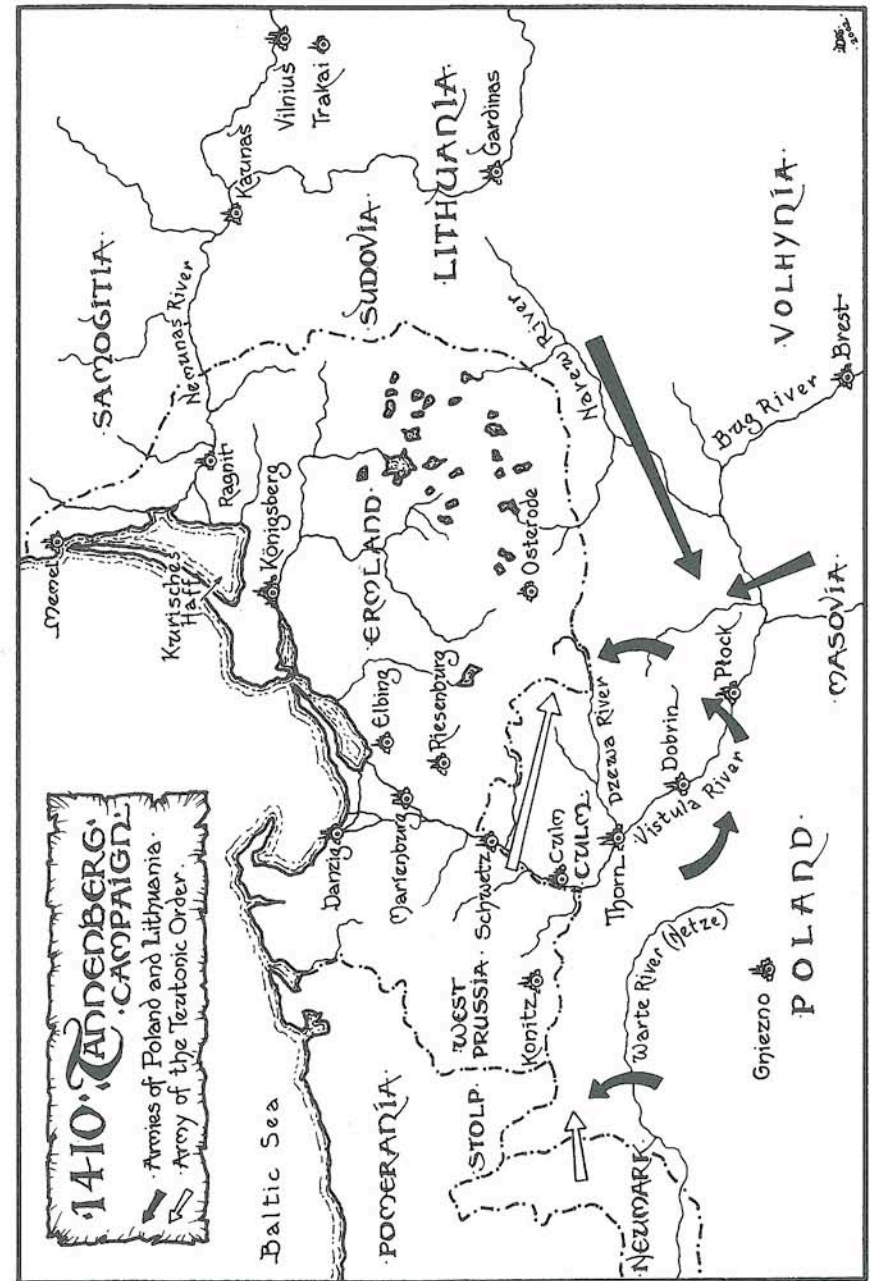 1410·TANNENBERG·
·CAMPAIGN·
·Armies of Poland and Lithuania·
·Army of the Teutonic Order·
Baltic Sea
·POMERANIA·
·STOLP·
·NEUMARK·
WEST
PRUSSIA·
Konitz
Danzig
Marienburg
Schwetz
Culm
·CULM·
Thorn
Elbing
Riesenburg
·ERMLAND·
Osterode
Königsberg
Kurisches
Haff
Memel
Ragnit
·SAMOGITIA·
Nemunas River
Kaunas
Vilnius
Trakai
·SUDOVIA·
·LITHUANIA·
Gardinas
Narew River
·VOLHYNIA·
Bug River
Brest
·MASOVIA·
Płock
Dobrin
Dzewa River
Vistula River
Warte River (Netze)
Gniezno
·POLAND·
2002